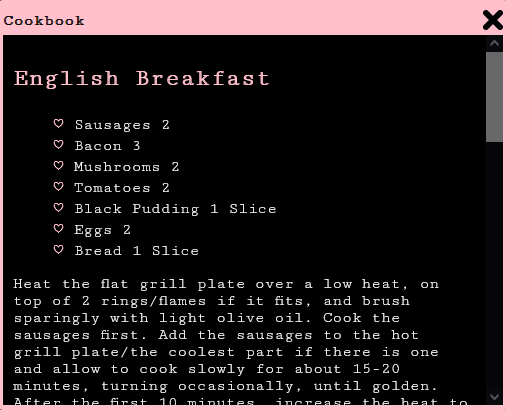 Cookbook
English Breakfast
Sausages 2
Bacon 3
Mushrooms 2
Tomatoes 2
Black Pudding 1 Slice
Eggs 2
Bread 1 Slice
Heat the flat grill plate over a low heat, on
top of 2 rings/flames if it fits, and brush
sparingly with light olive oil. Cook the
sausages first. Add the sausages to the hot
grill plate/the coolest part if there is one
and allow to cook slowly for about 15-20
minutes, turning occasionally, until golden.
After the first 10 minutes, increase the heat to